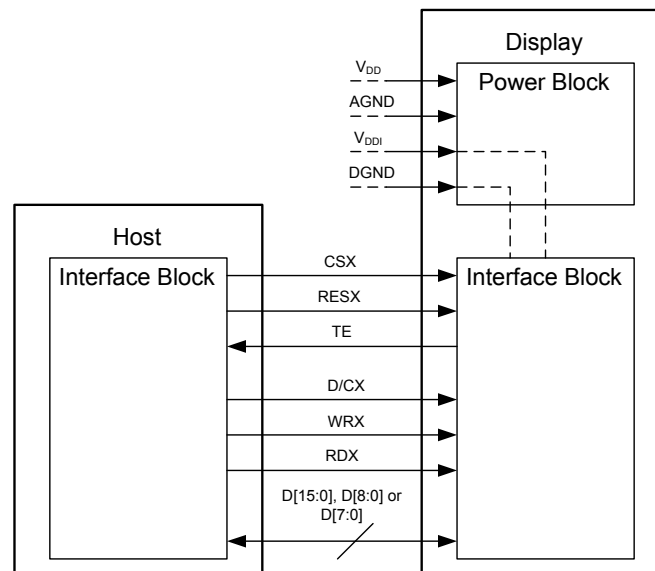 Display
Power Block
VDD
AGND
VDDI
DGND
Host
Interface Block
Interface Block
CSX
RESX
TE
D/CX
WRX
RDX
D[15:0], D[8:0] or
D[7:0]